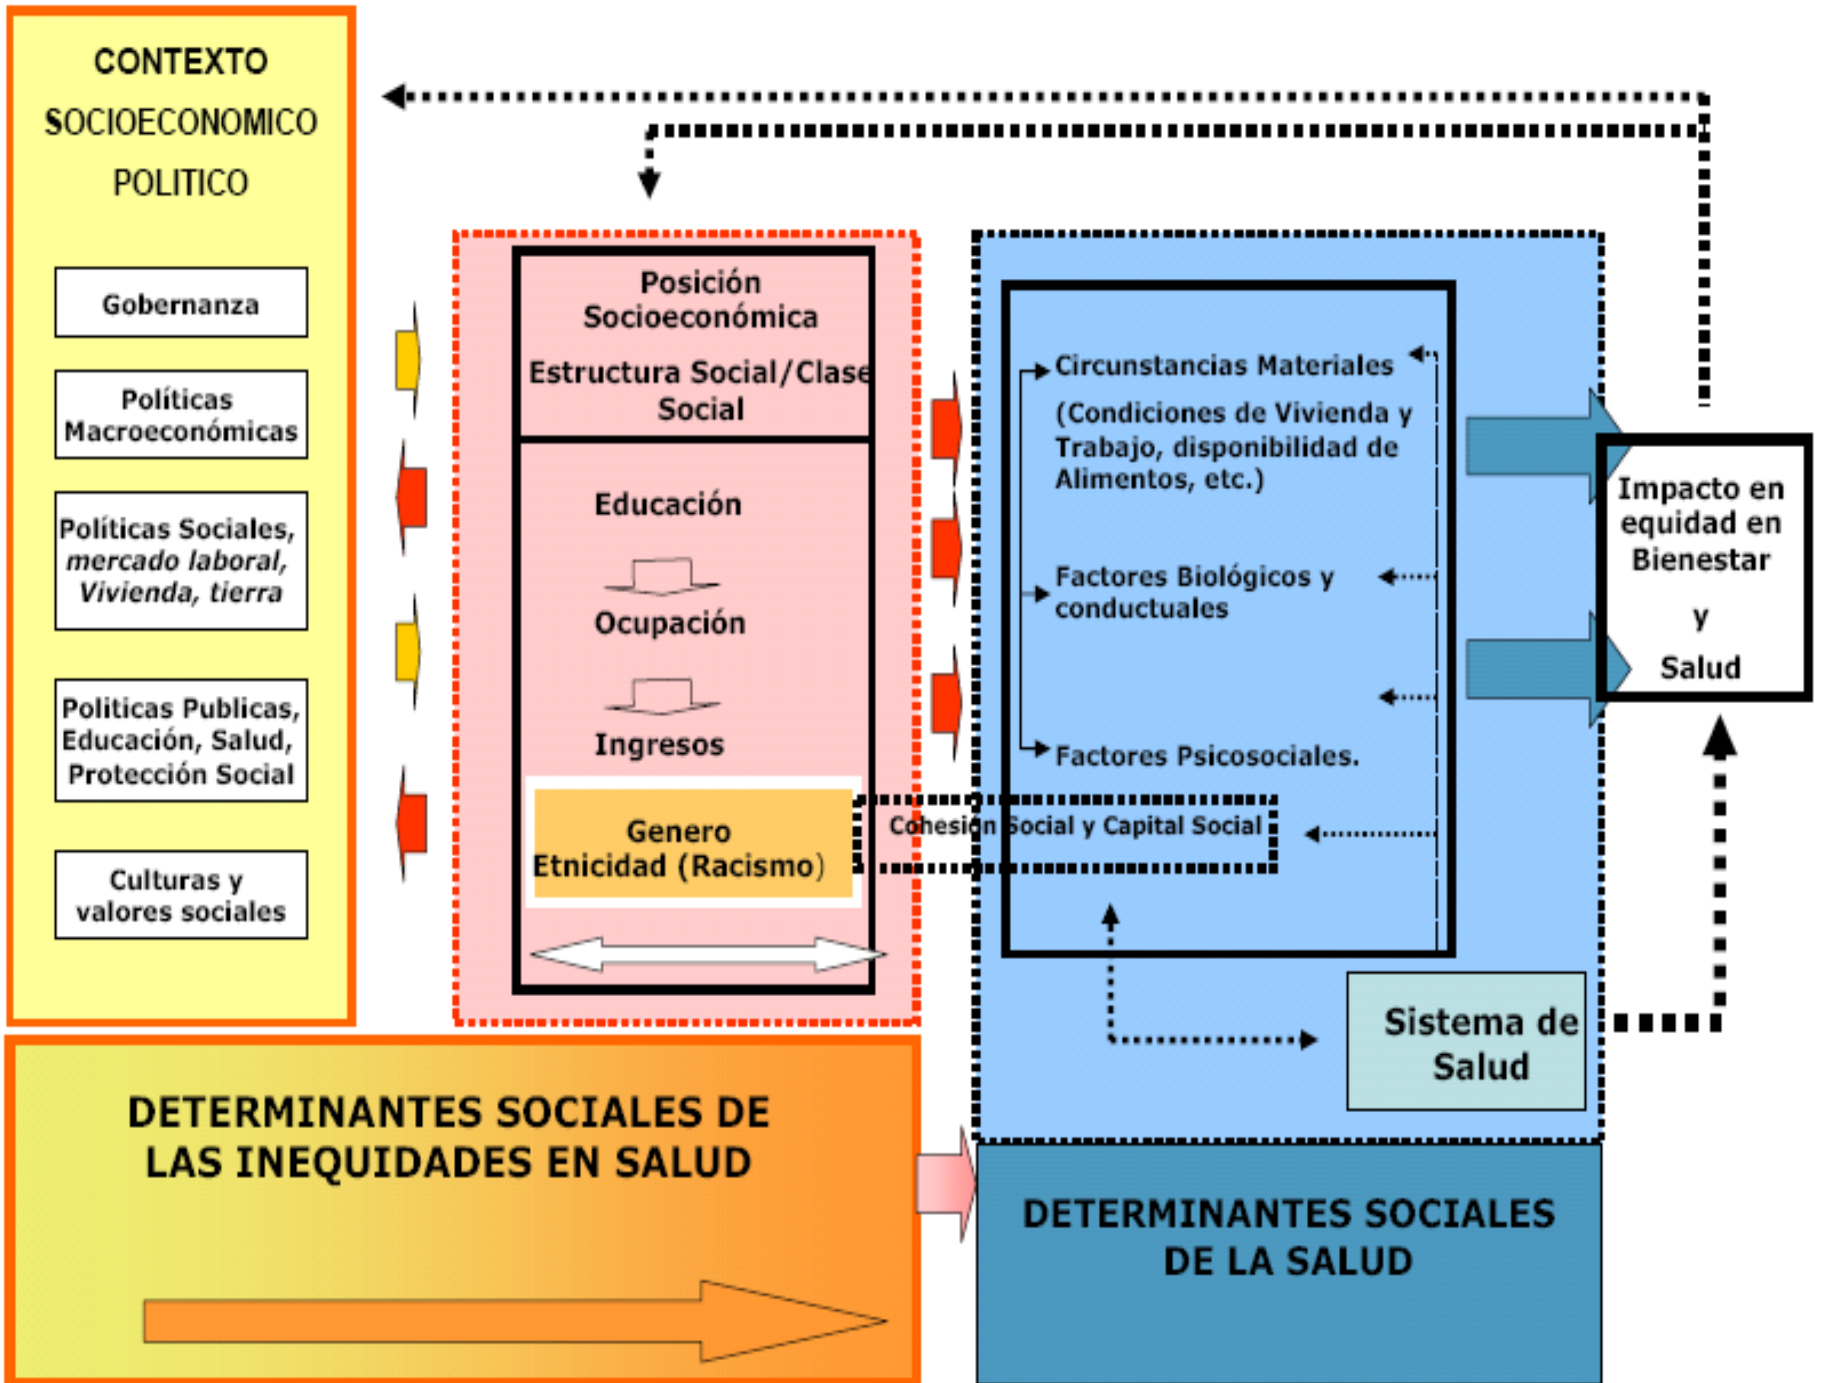 CONTEXTO
SOCIOECONOMICO
POLITICO
Gobernanza
Políticas
Macroeconómicas
Políticas Sociales,
mercado laboral,
Vivienda, tierra
Politicas Publicas,
Educación, Salud,
Protección Social
Culturas y
valores sociales
Posición
Socioeconómica
Estructura Social/Clase
Social
Educación
Ocupación
Ingresos
Genero
Etnicidad (Racismo)
Cohesión Social y Capital Social
Circunstancias Materiales
(Condiciones de Vivienda y
Trabajo, disponibilidad de
Alimentos, etc.)
Factores Biológicos y
conductuales
Factores Psicosociales.
Sistema de
Salud
Impacto en
equidad en
Bienestar
y
Salud
DETERMINANTES SOCIALES DE
LAS INEQUIDADES EN SALUD
DETERMINANTES SOCIALES
DE LA SALUD